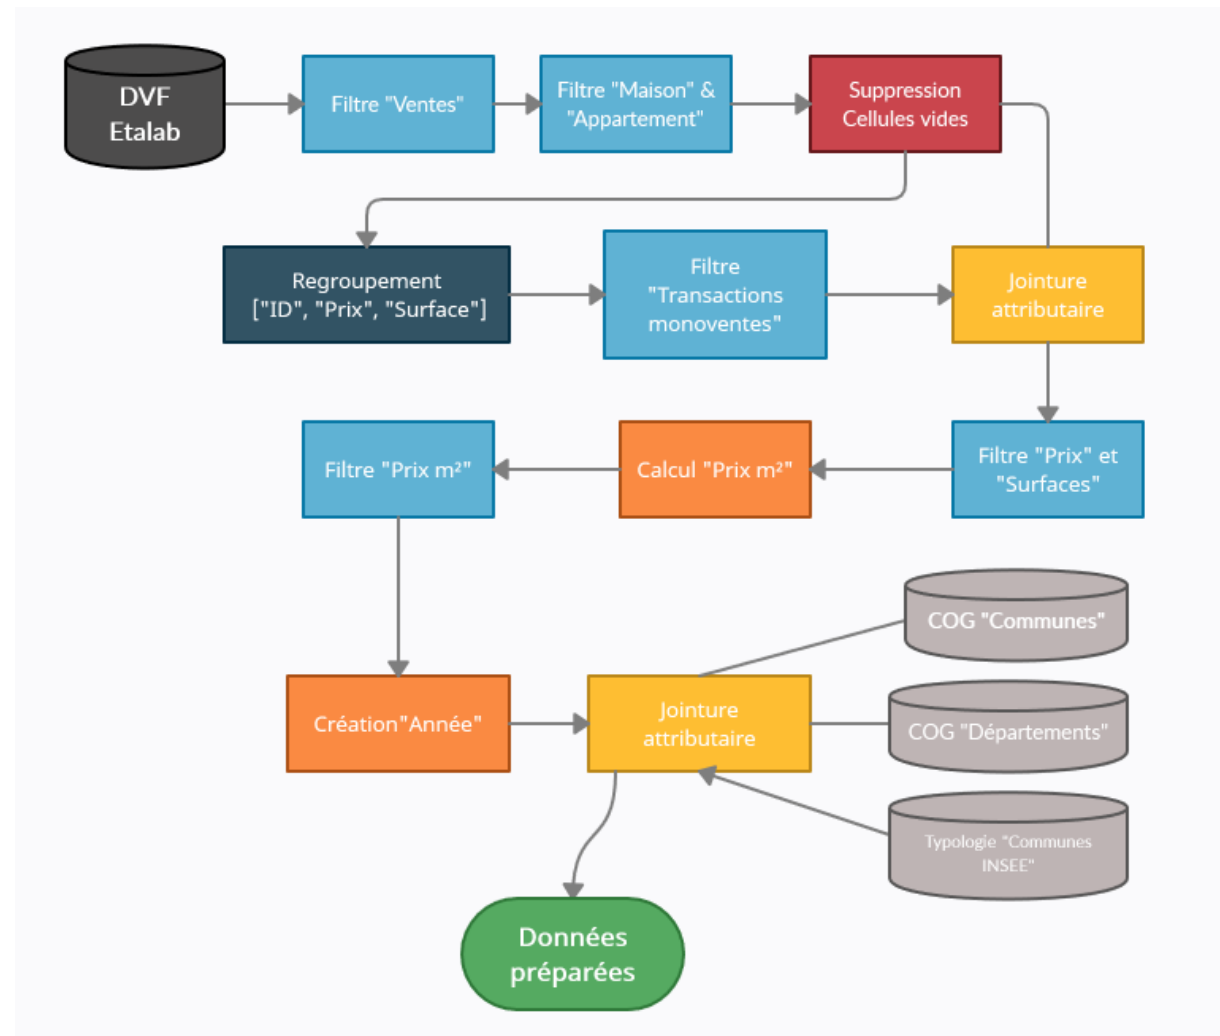 DVF
Etalab
Filtre "Ventes"
Filtre "Maison" &
"Appartement"
Suppression
Cellules vides
Regroupement
["ID", "Prix", "Surface"]
Filtre
"Transactions
monoventes"
Jointure
attributaire
Filtre "Prix m²"
Calcul "Prix m²"
Filtre "Prix" et
"Surfaces"
COG "Communes"
Création"Année"
Jointure
attributaire
COG "Départements"
Typologie "Communes
INSEE"
Données
préparées